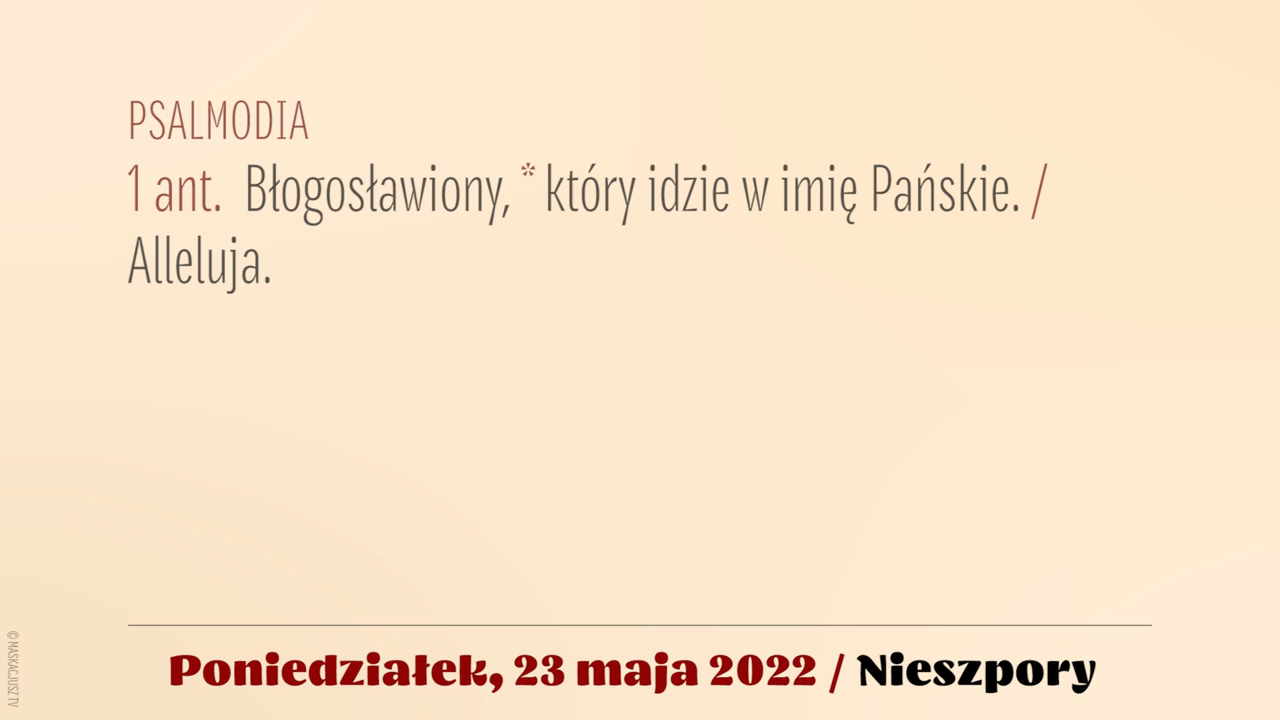 PSALMODIA
1 ant. Błogosławiony, * który idzie w imię Pańskie. /
Alleluja.
Poniedziałek, 23 maja 2022 / Nieszpory
© MASKACJUSZ TV